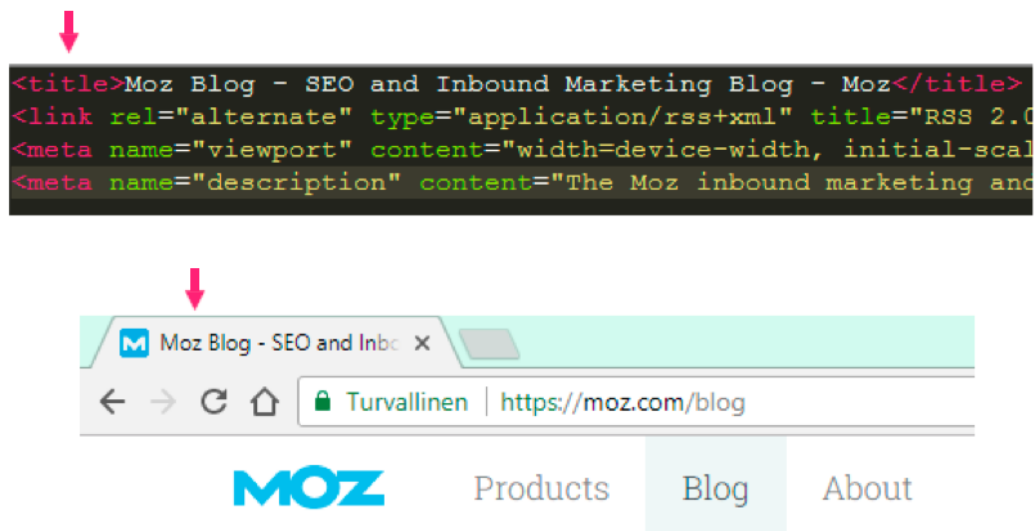 <title>Moz Blog - SEO and Inbound Marketing Blog - Moz</title>
<link rel="alternate" type="application/rss+xml" title="RSS 2.0
<meta name="viewport" content="width=device-width, initial-scal
<meta name="description" content="The Moz inbound marketing and
Moz Blog - SEO and Inbo
Turvallinen https://moz.com/blog
MOZ Products Blog About